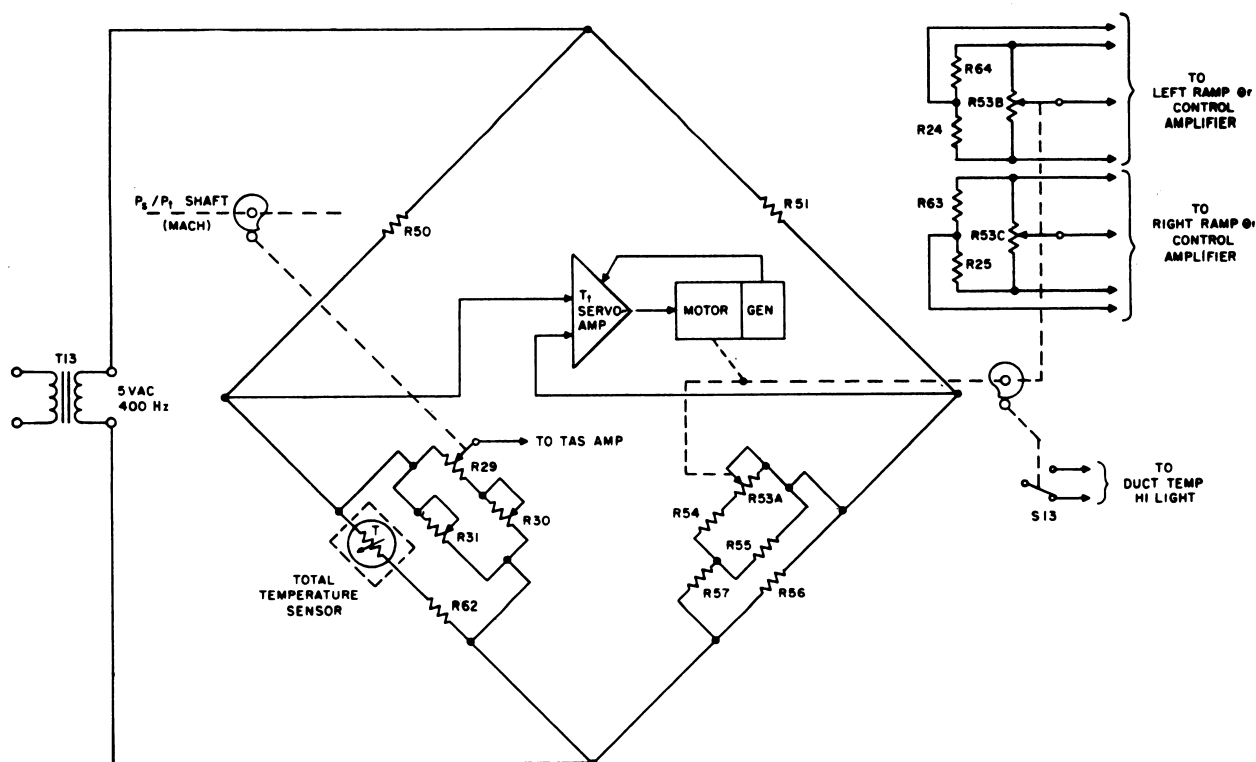 R64
R53B
R24
TO
LEFT RAMP Θr
CONTROL
AMPLIFIER
R63
R53C
R25
TO
RIGHT RAMP Θr
CONTROL
AMPLIFIER
Ps/Pt SHAFT
(MACH)
R50
R51
Tt
SERVO
AMP
MOTOR
GEN
T13
5VAC
400 Hz
TO TAS AMP
R29
R30
R31
T
TOTAL
TEMPERATURE
SENSOR
R62
R53A
R54
R55
R57
R56
TO
DUCT TEMP
HI LIGHT
S13